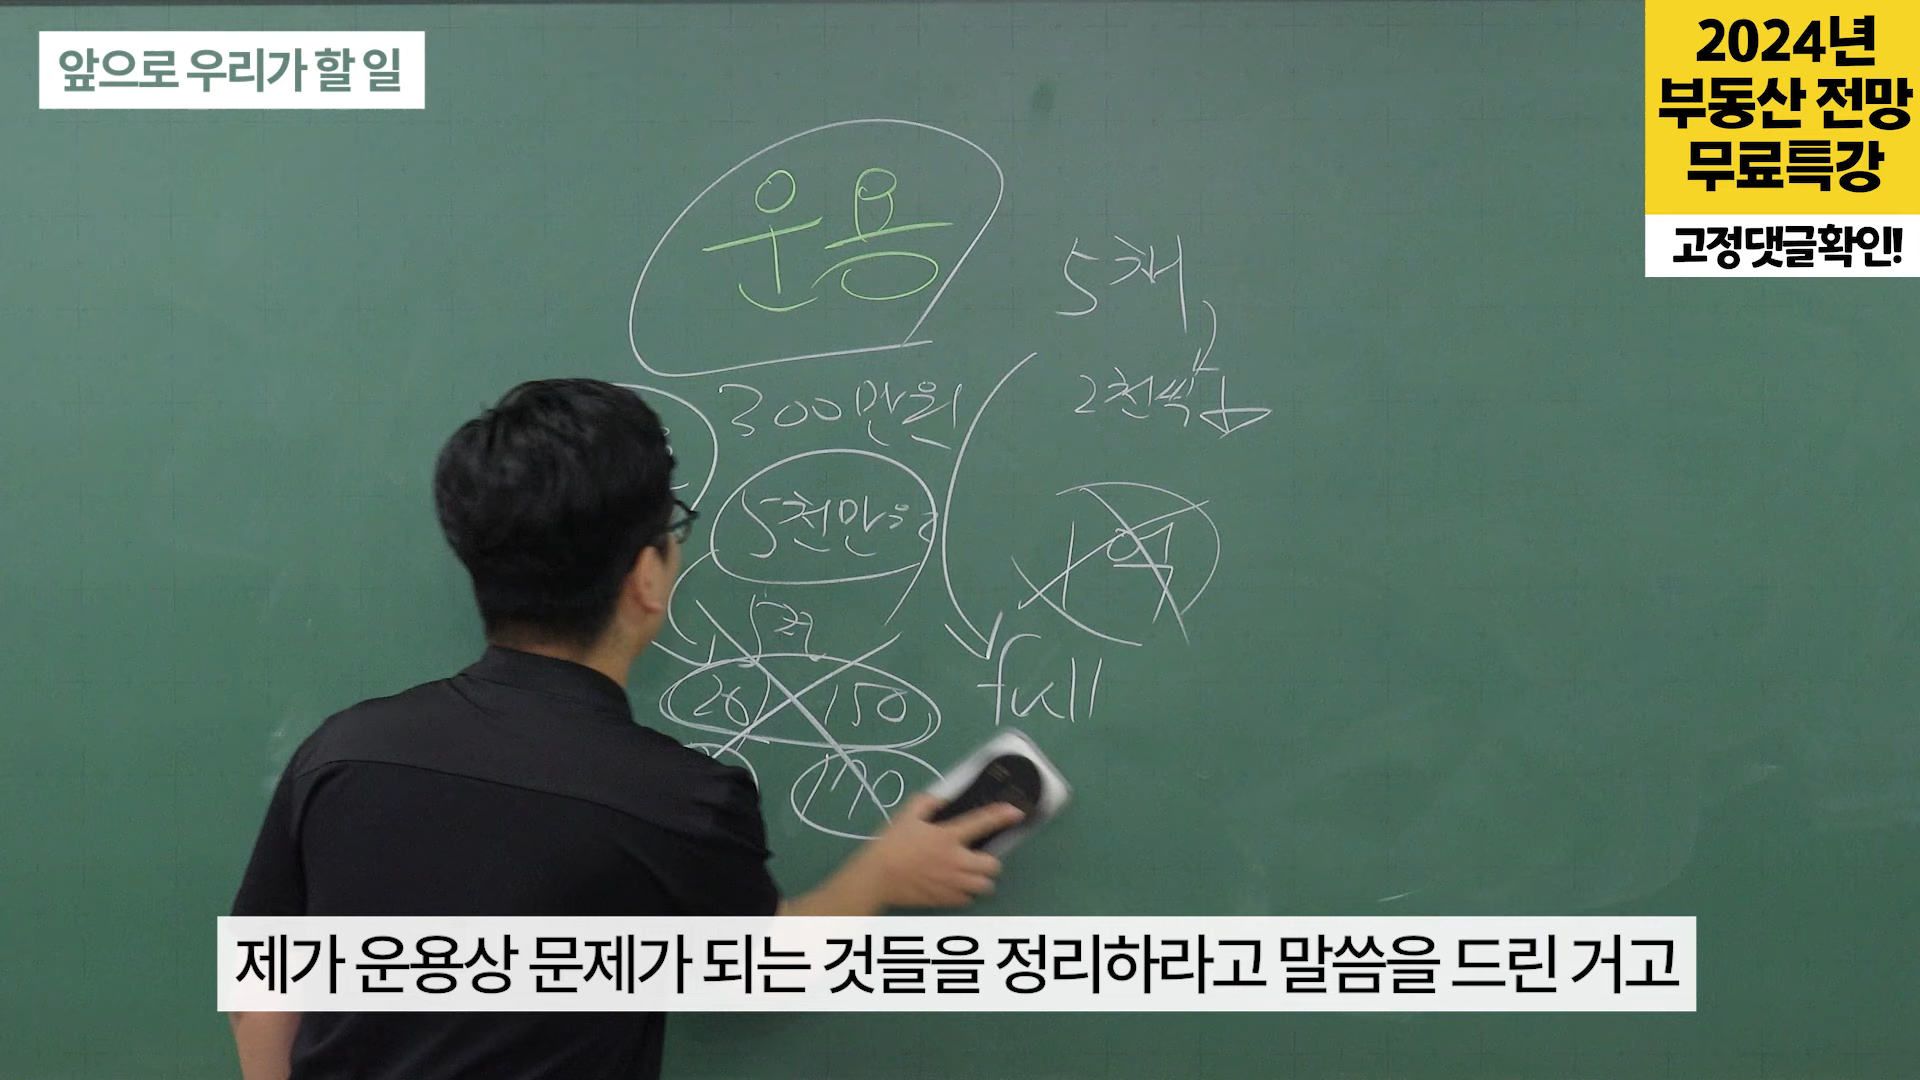 앞으로 우리가 할 일
2024년
부동산 전망
무료특강
고정댓글확인!
운용
5채
300만원
2천씩
5천만원
1억
1채
full
150
170
제가 운용상 문제가 되는 것들을 정리하라고 말씀을 드린 거고